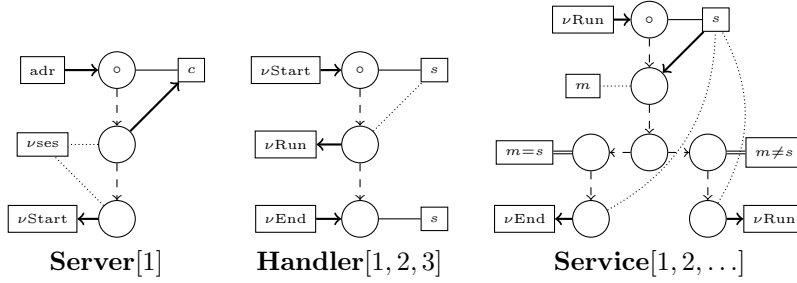 νRun ∘ s
adr ∘ c νStart ∘ s
m
νses νRun m=s m≠s
νStart νEnd s νEnd νRun
Server[1] Handler[1, 2, 3] Service[1, 2, …]